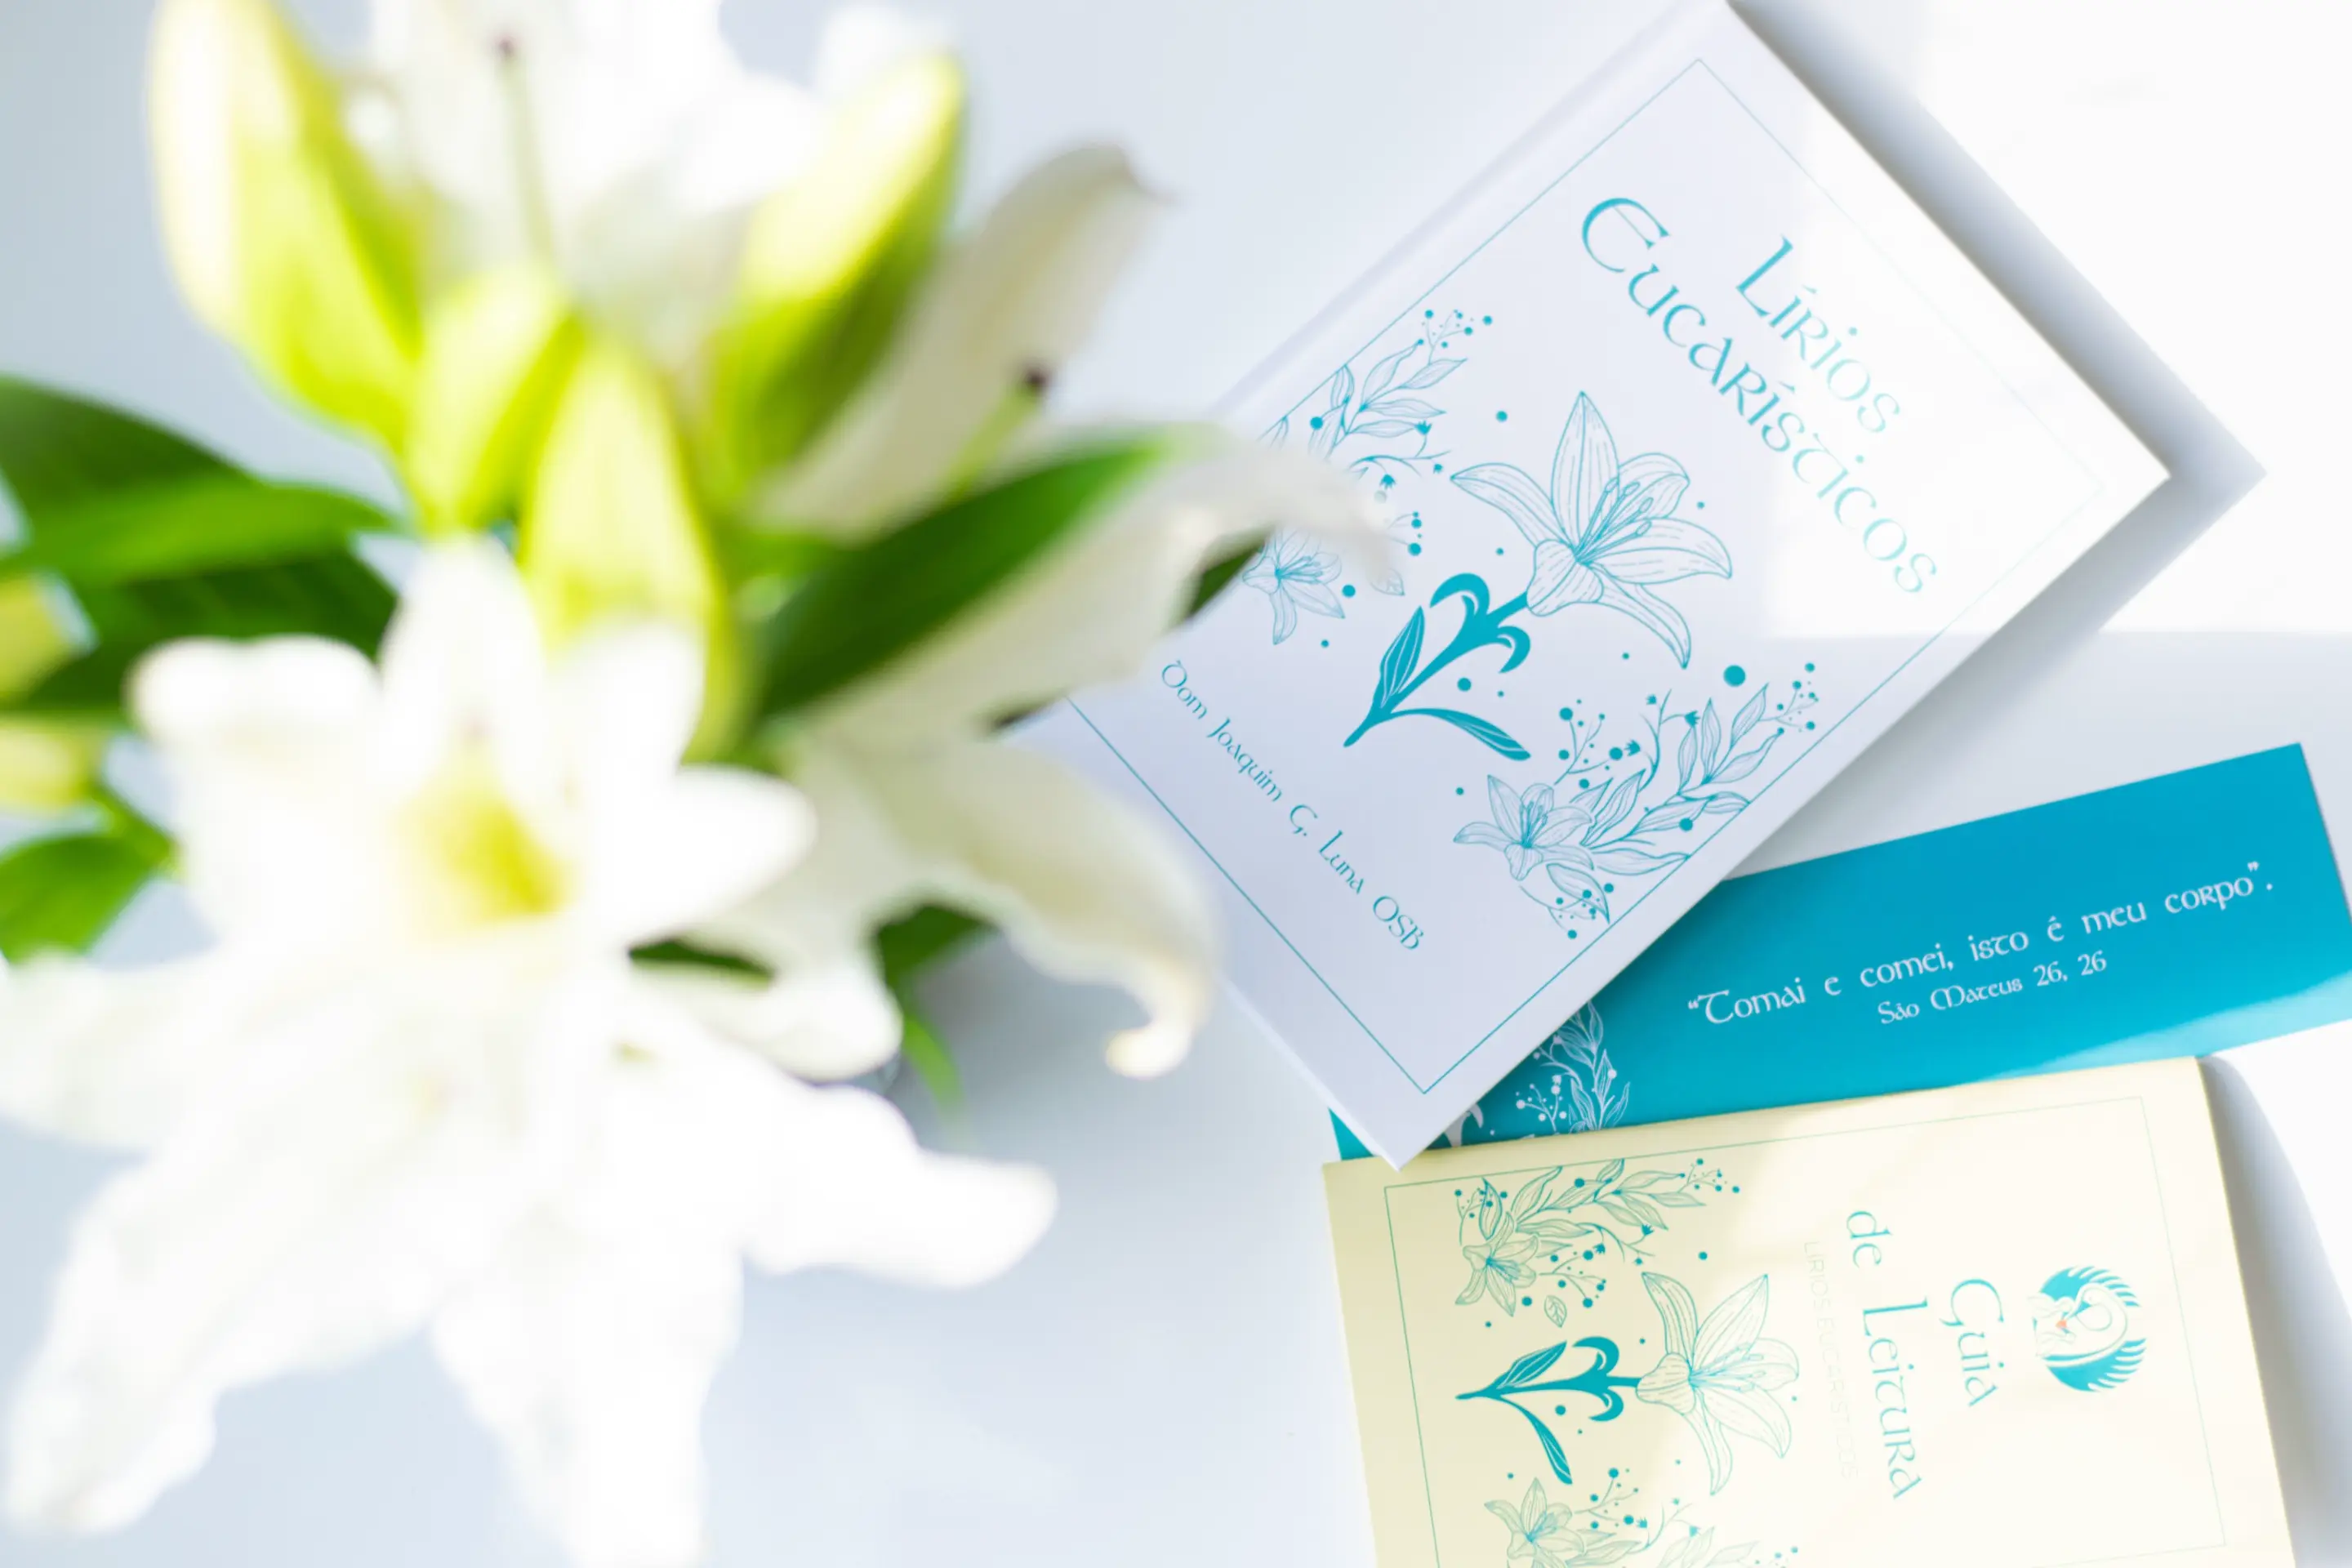 Lírios
Eucarísticos
Dom Joaquim G. Luna OSB
“Tomai e comei, isto é meu corpo”.
São Mateus 26, 26
Guia
de Leitura
LÍRIOS EUCARÍSTICOS